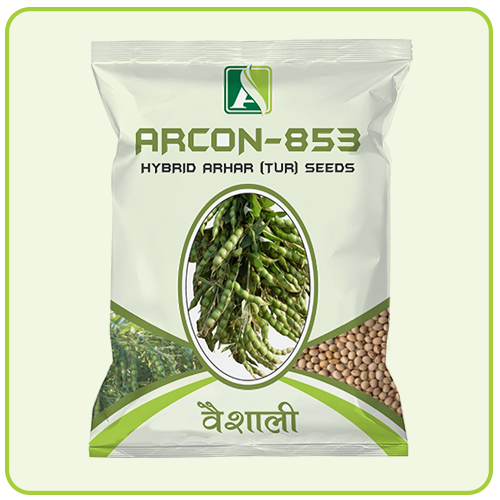 A
ARCON-853
HYBRID ARHAR (TUR) SEEDS
वैशाली